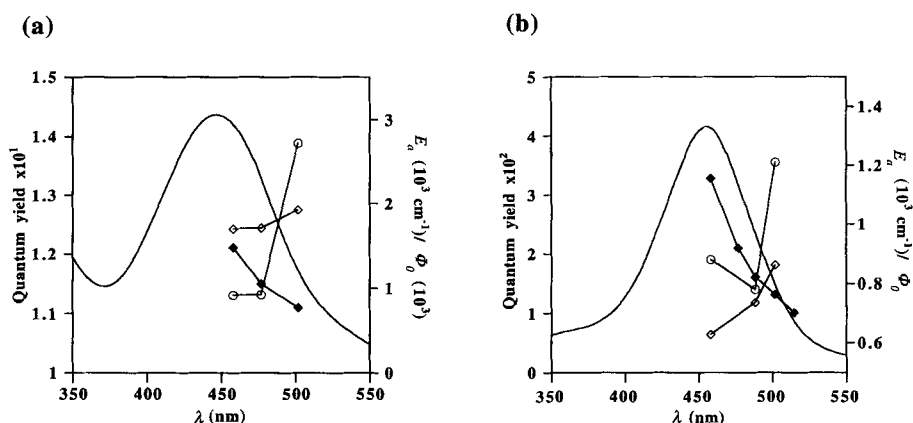 (a)
1.5
1.4
1.3
1.2
1.1
1
Quantum yield x10¹
3
2
1
0
Eₐ (10³ cm⁻¹)/ Φ₀ (10³)
350 400 450 500 550
λ (nm)
(b)
5
4
3
2
1
0
Quantum yield x10²
1.4
1.2
1
0.8
0.6
Eₐ (10³ cm⁻¹)/ Φ₀ (10³)
350 400 450 500 550
λ (nm)